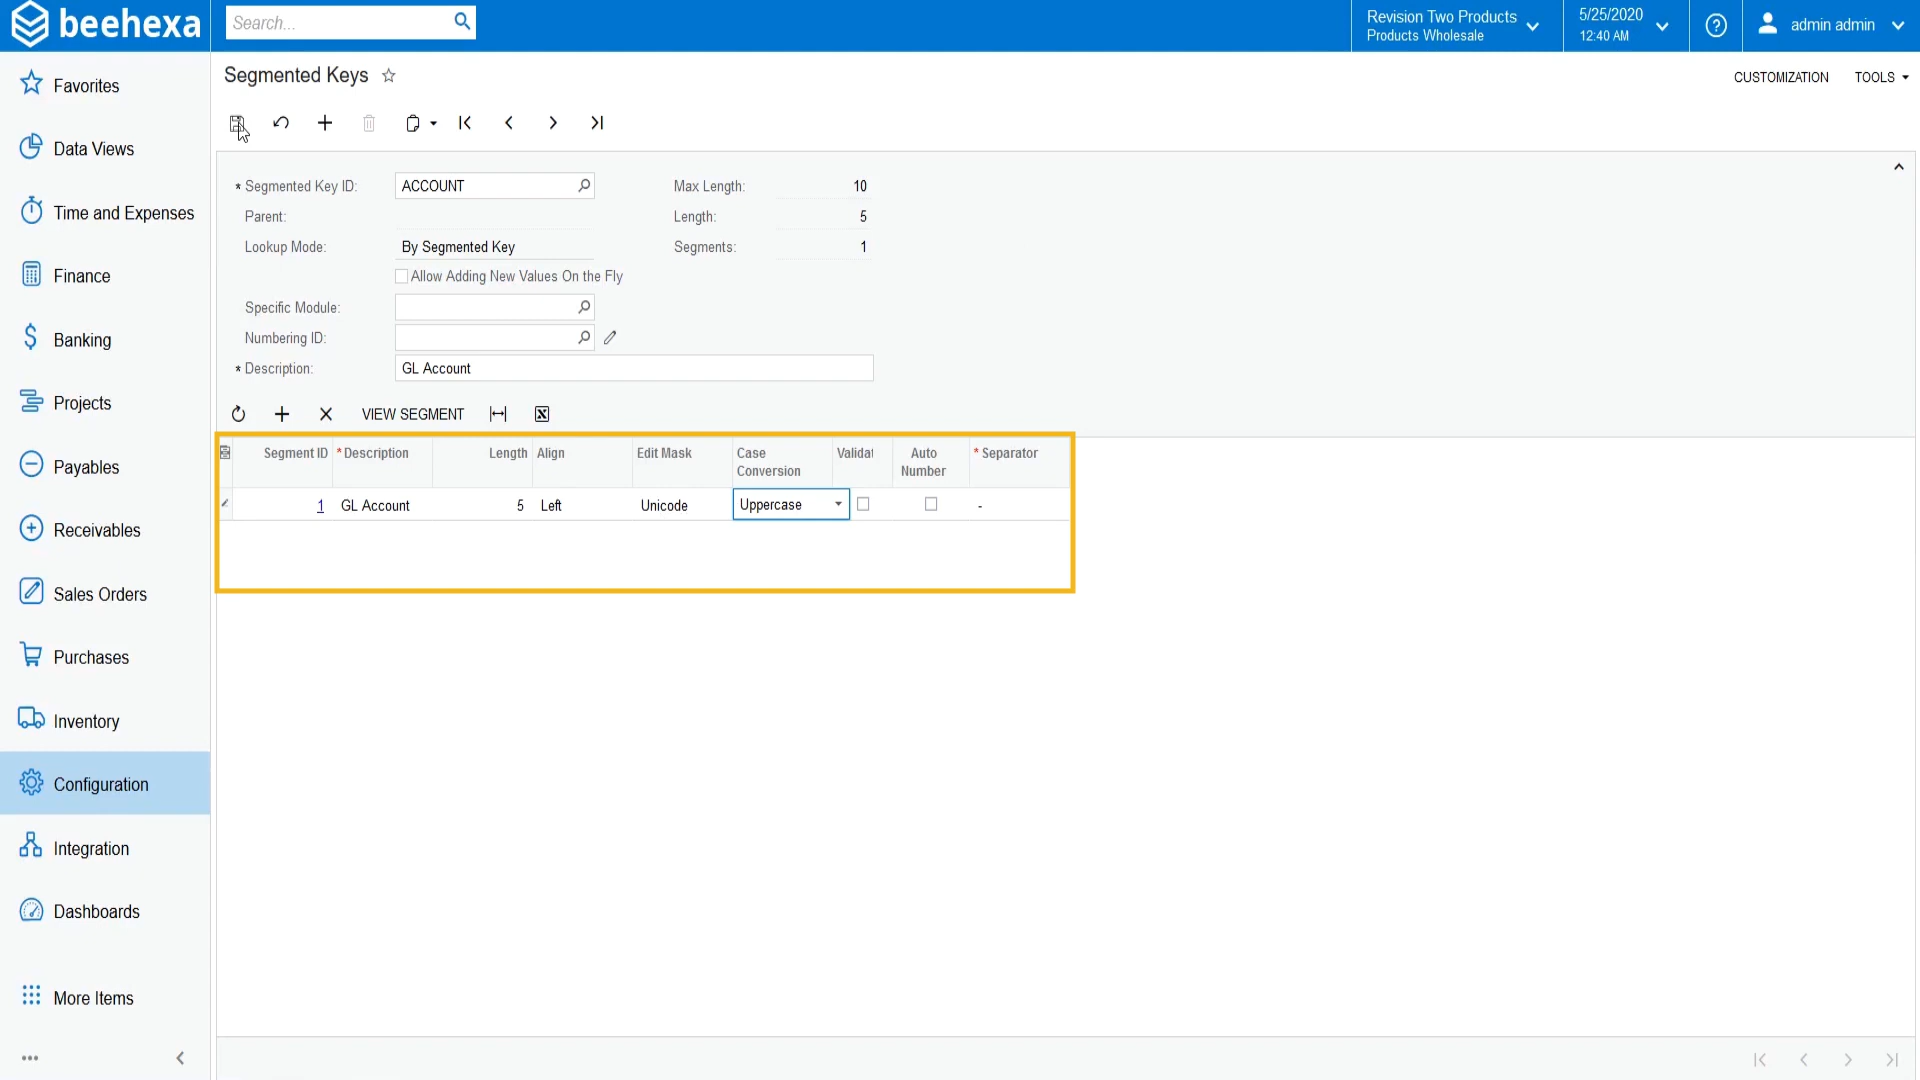 beehexa
Search...
Revision Two Products
Products Wholesale
5/25/2020
12:40 AM
admin admin
Favorites
Data Views
Time and Expenses
Finance
Banking
Projects
Payables
Receivables
Sales Orders
Purchases
Inventory
Configuration
Integration
Dashboards
More Items
Segmented Keys
CUSTOMIZATION
TOOLS
* Segmented Key ID: ACCOUNT
Parent:
Lookup Mode: By Segmented Key
Allow Adding New Values On the Fly
Specific Module:
Numbering ID:
* Description: GL Account
Max Length: 10
Length: 5
Segments: 1
VIEW SEGMENT
Segment ID * Description Length Align Edit Mask Case Conversion Validat Auto Number * Separator
1 GL Account 5 Left Unicode Uppercase -